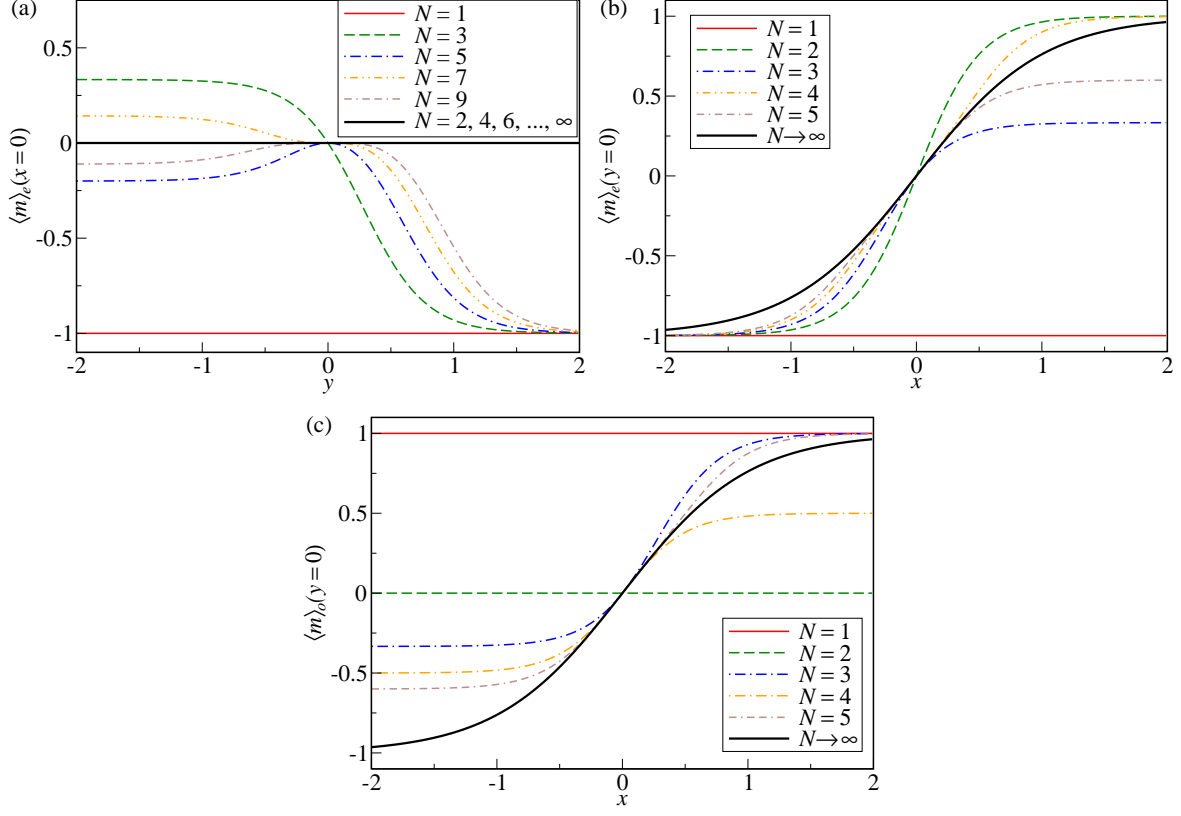 (a)
N = 1
N = 3
N = 5
N = 7
N = 9
N = 2, 4, 6, ..., ∞
0.5
0
-0.5
-1
⟨m⟩e(x = 0)
-2
-1
0
1
2
y
(b)
N = 1
N = 2
N = 3
N = 4
N = 5
N→∞
1
0.5
0
-0.5
-1
⟨m⟩e(y = 0)
-2
-1
0
1
2
x
(c)
1
0.5
0
-0.5
-1
⟨m⟩o(y = 0)
N = 1
N = 2
N = 3
N = 4
N = 5
N→∞
-2
-1
0
1
2
x